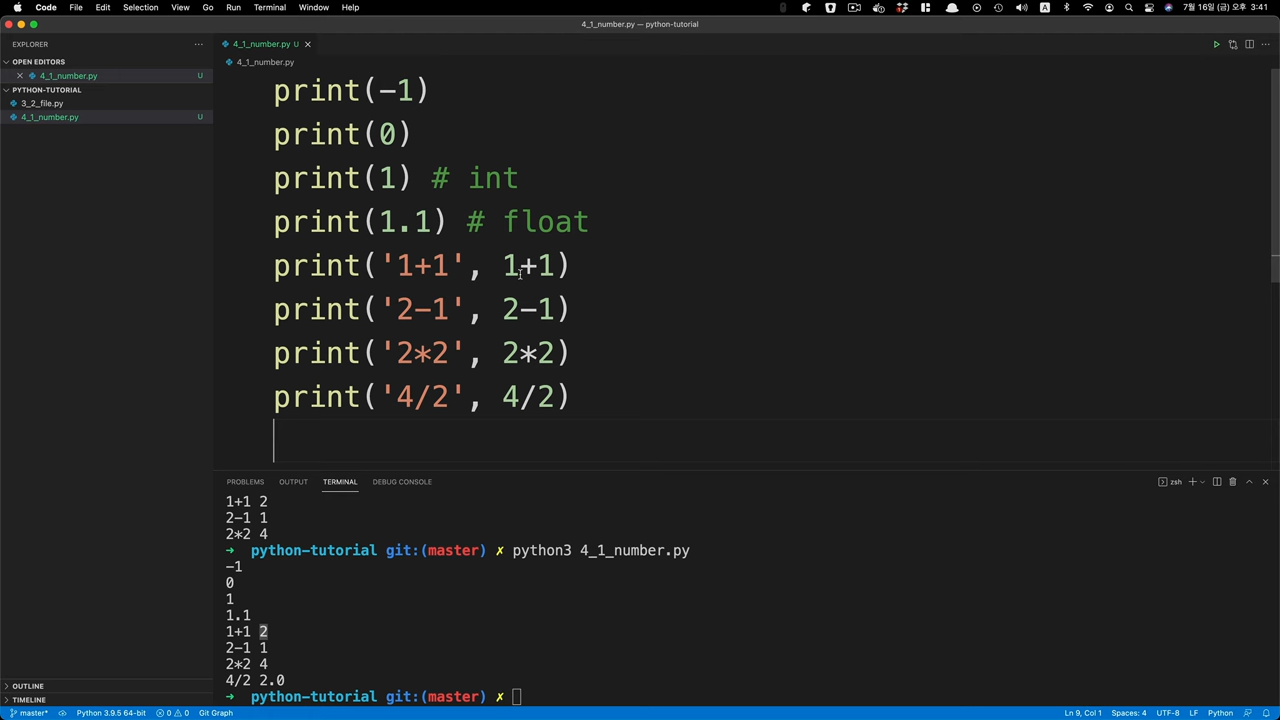 Code File Edit Selection View Go Run Terminal Window Help
A
7월 16일 (금) 오후 3:41
4_1_number.py — python-tutorial
EXPLORER
OPEN EDITORS
4_1_number.py U
PYTHON-TUTORIAL
3_2_file.py
4_1_number.py U
OUTLINE
TIMELINE
4_1_number.py U
4_1_number.py
print(-1)
print(0)
print(1) # int
print(1.1) # float
print('1+1', 1+1)
print('2-1', 2-1)
print('2*2', 2*2)
print('4/2', 4/2)
PROBLEMS OUTPUT TERMINAL DEBUG CONSOLE
zsh
1+1 2
2-1 1
2*2 4
➜ python-tutorial git:(master) ✗ python3 4_1_number.py
-1
0
1
1.1
1+1 2
2-1 1
2*2 4
4/2 2.0
➜ python-tutorial git:(master) ✗
master* Python 3.9.5 64-bit 0 0 Git Graph
Ln 9, Col 1 Spaces: 4 UTF-8 LF Python